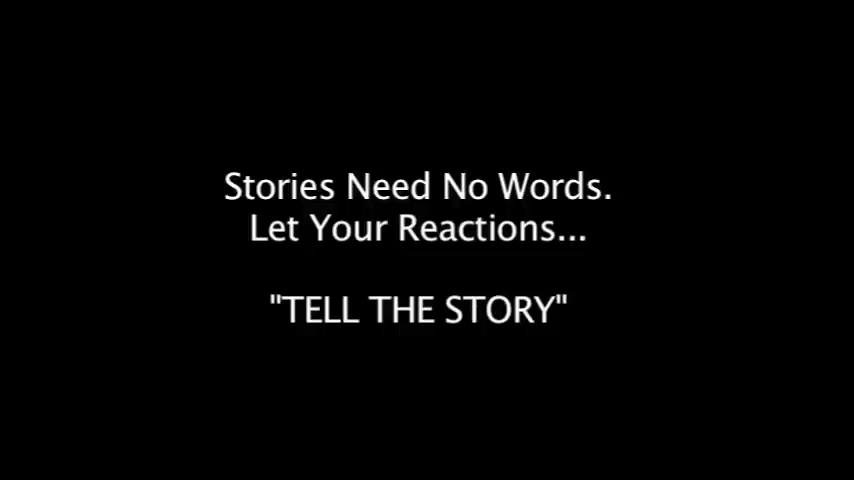 Stories Need No Words.
Let Your Reactions...
"TELL THE STORY"